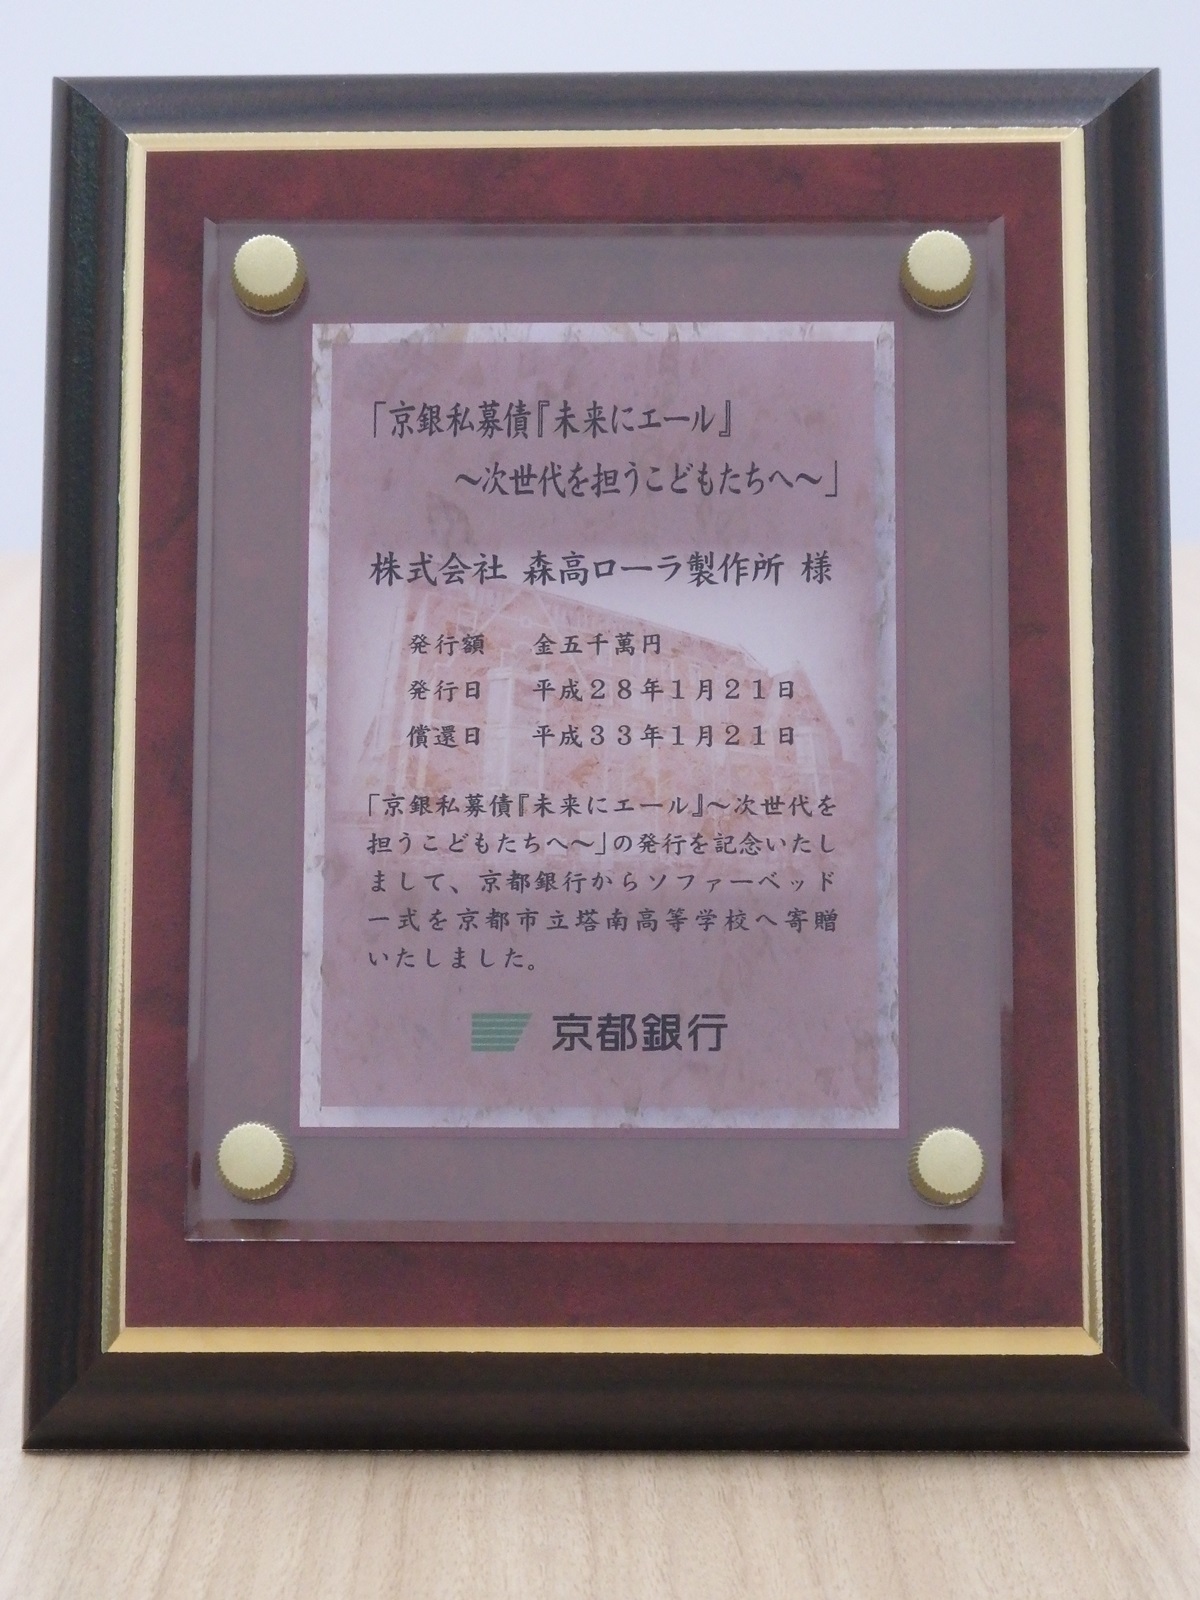 「京銀私募債『未来にエール』
～次世代を担うこどもたちへ～」
株式会社 森高ローラ製作所 様
発行額 金五千萬円
発行日 平成２８年１月２１日
償還日 平成３３年１月２１日
「京銀私募債『未来にエール』～次世代を
担うこどもたちへ～」の発行を記念いたし
まして、京都銀行からソファーベッド
一式を京都市立塔南高等学校へ寄贈
いたしました。
京都銀行